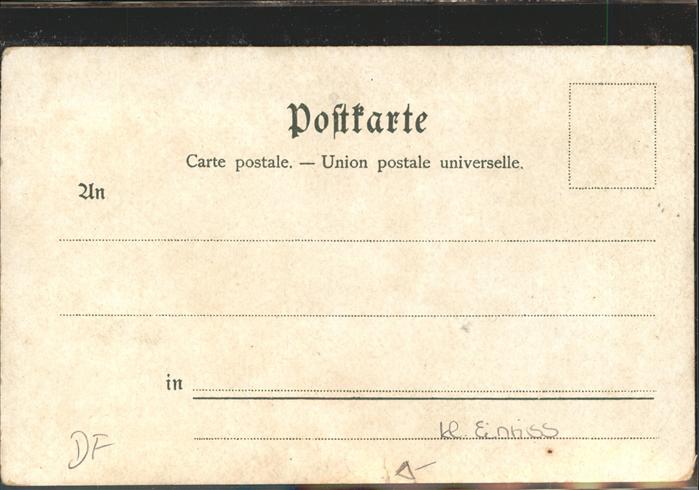 Postkarte
Carte postale. — Union postale universelle.
An
in
kl. Einriss
DF